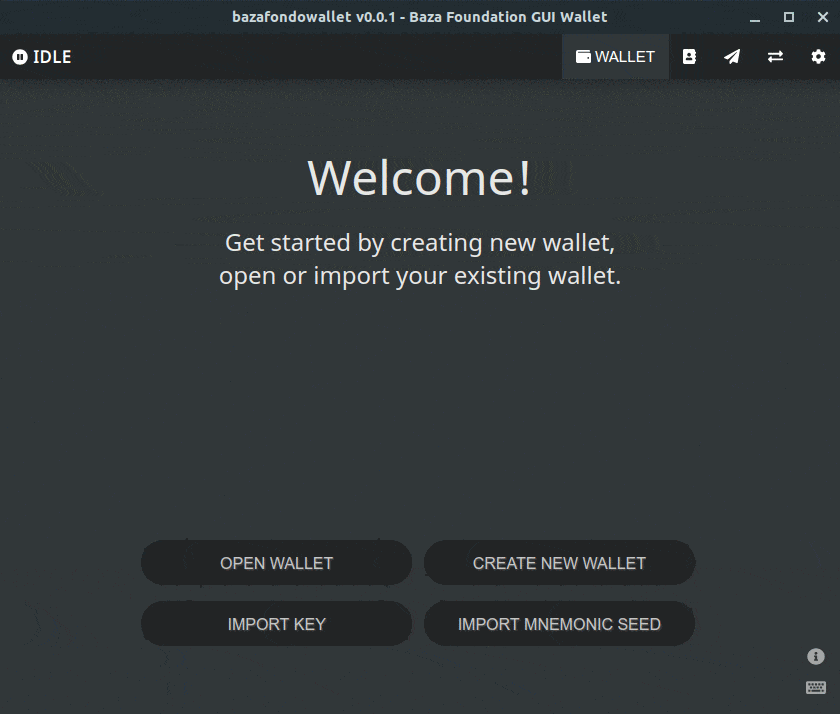 bazafondowallet v0.0.1 - Baza Foundation GUI Wallet
IDLE
WALLET
Welcome!
Get started by creating new wallet,
open or import your existing wallet.
OPEN WALLET
CREATE NEW WALLET
IMPORT KEY
IMPORT MNEMONIC SEED